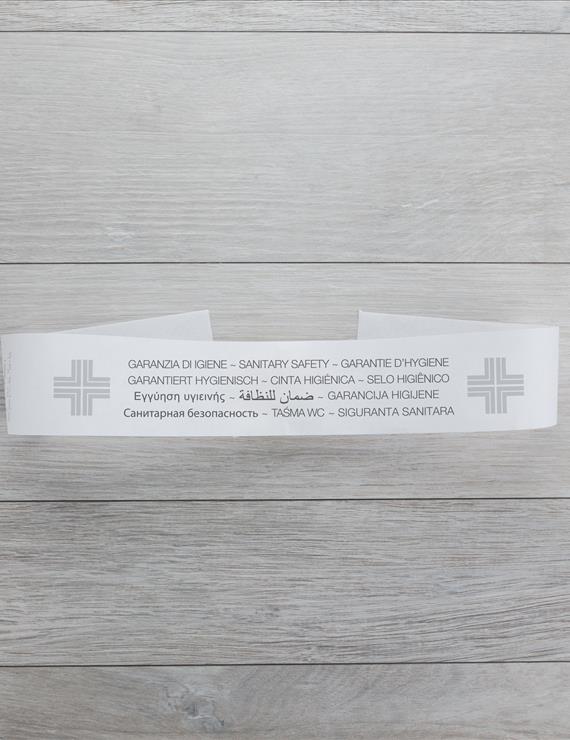 GARANZIA DI IGIENE ~ SANITARY SAFETY ~ GARANTIE D'HYGIENE
GARANTIERT HYGIENISCH ~ CINTA HIGIÉNICA ~ SELO HIGIÊNICO
Εγγύηση υγιεινής ~ ضمان للنظافة ~ GARANCIJA HIGIJENE
Санитарная безопасность ~ TAŚMA WC ~ SIGURANTA SANITARA